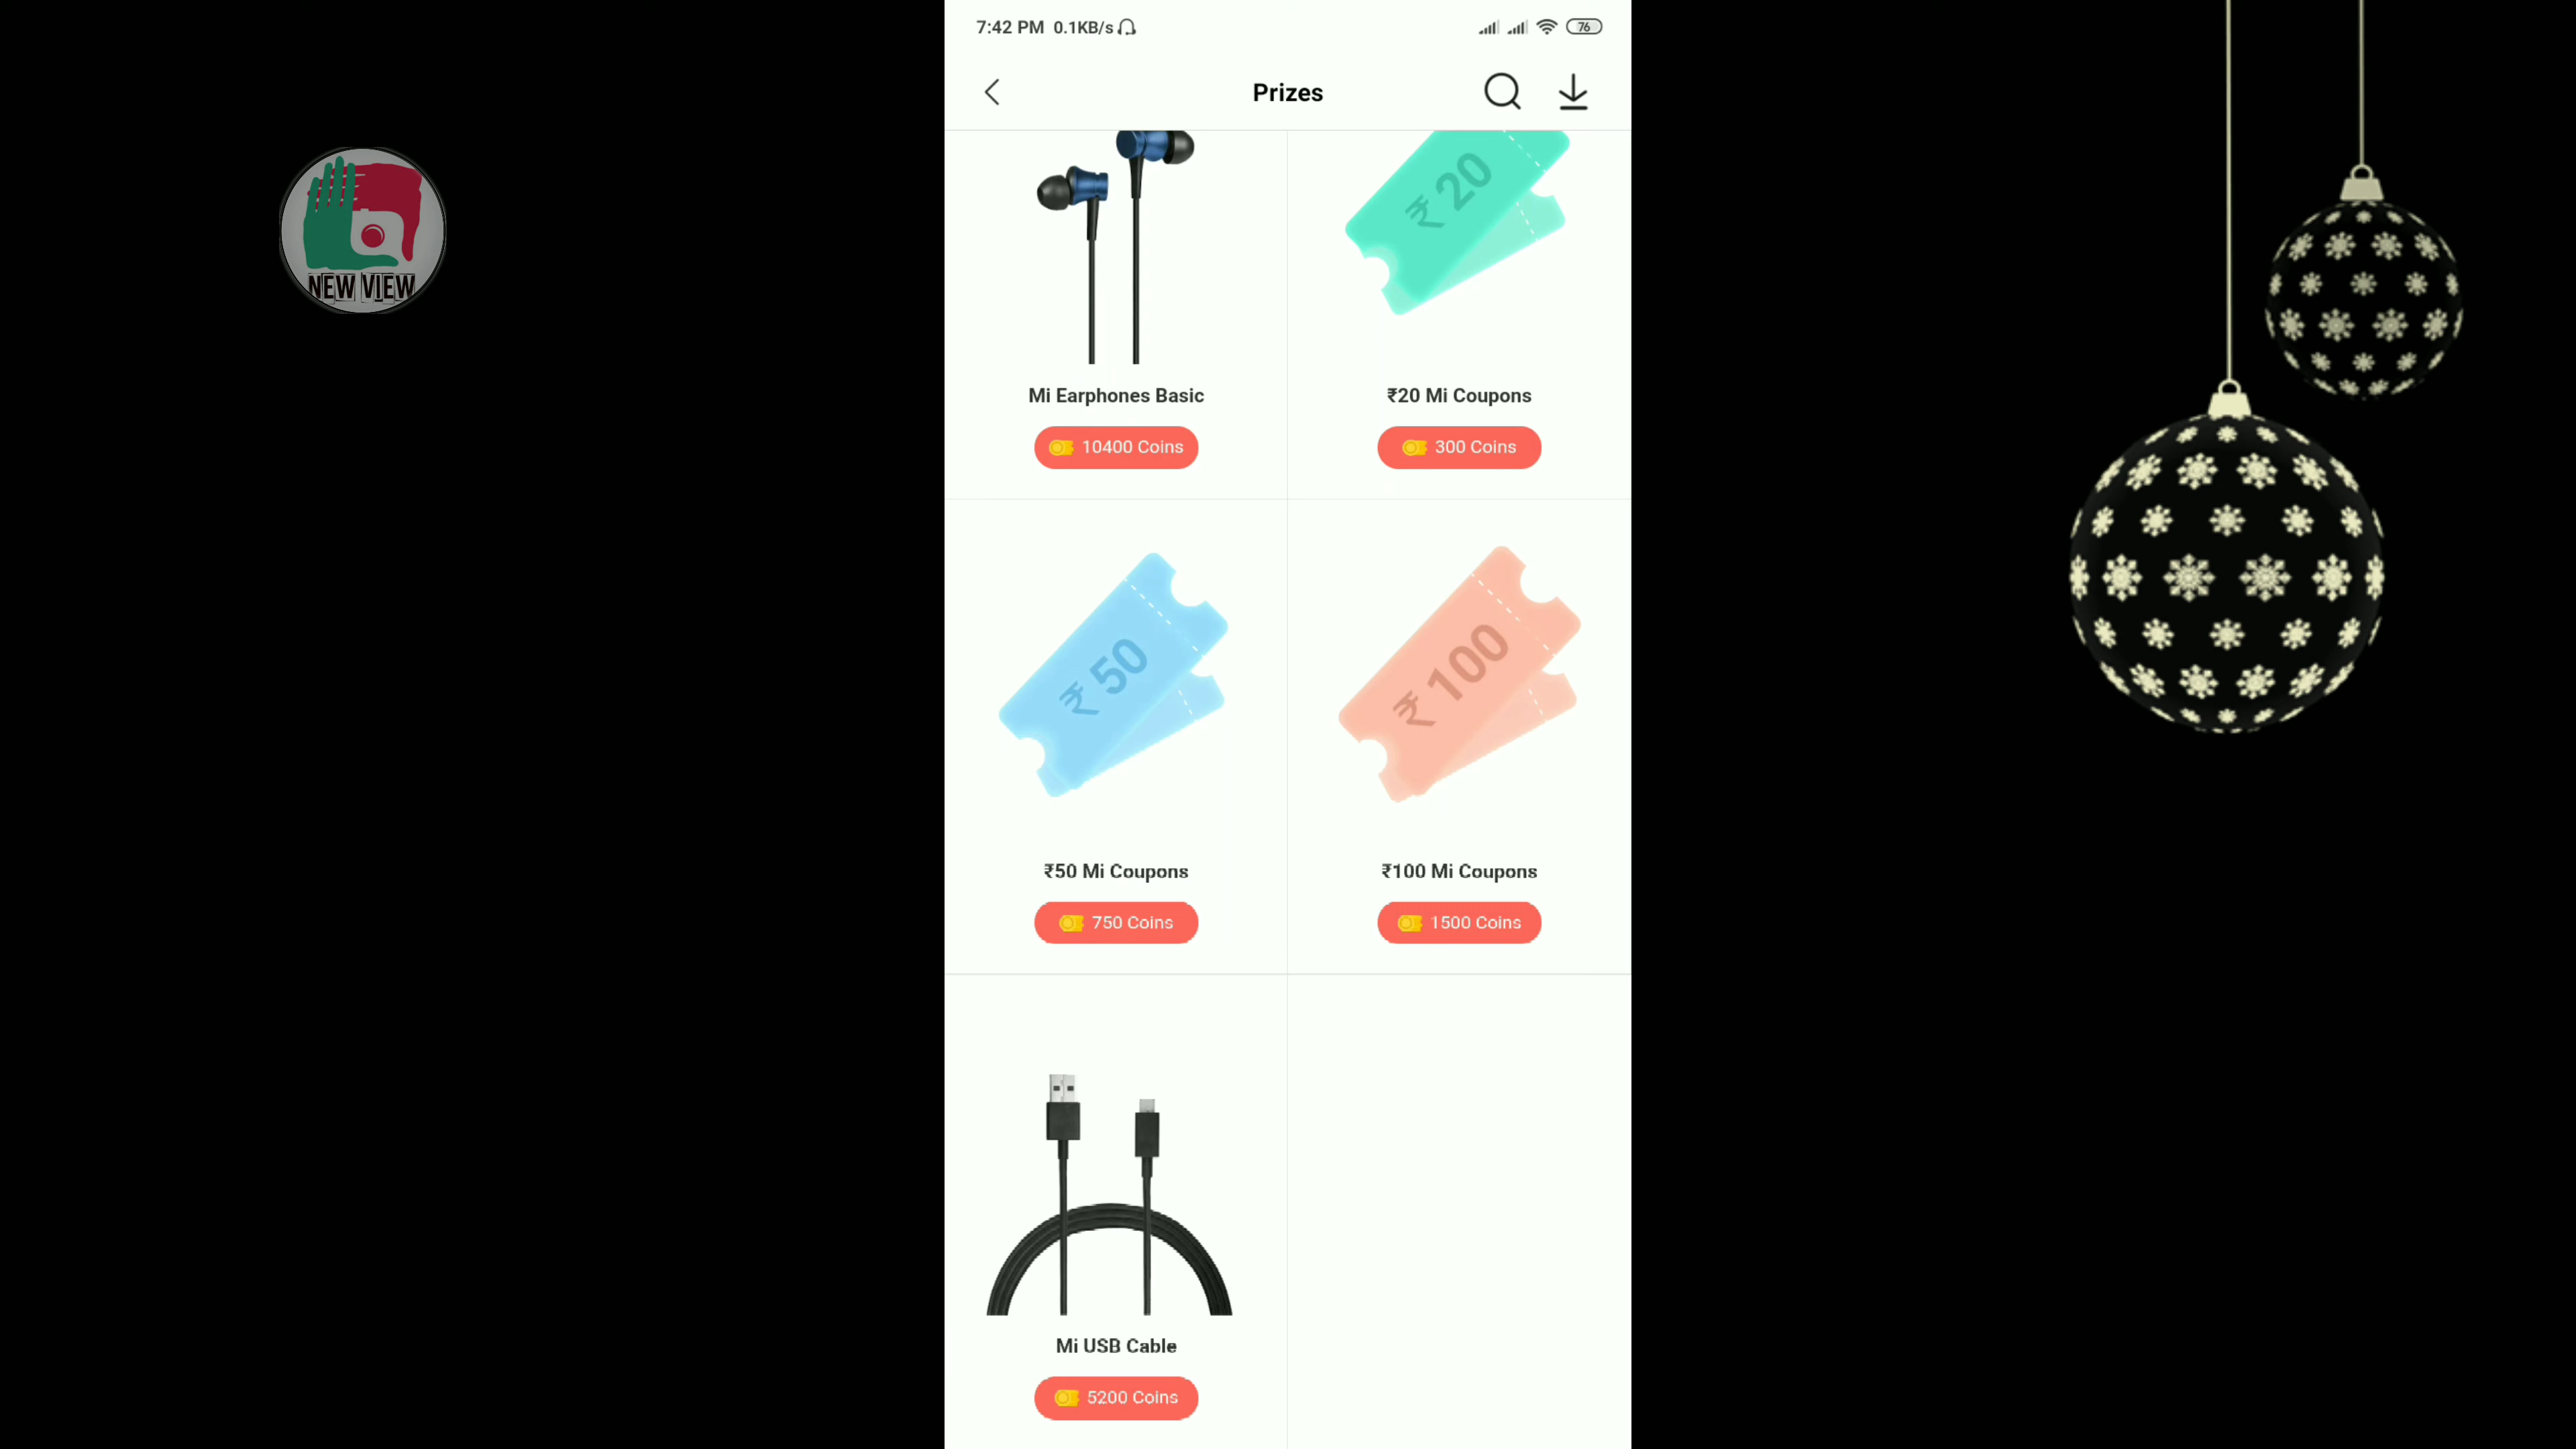 7:42 PM 0.1KB/s
76
Prizes
NEW VIEW
₹ 20
Mi Earphones Basic
₹20 Mi Coupons
10400 Coins
300 Coins
₹ 50
₹ 100
₹50 Mi Coupons
₹100 Mi Coupons
750 Coins
1500 Coins
Mi USB Cable
5200 Coins